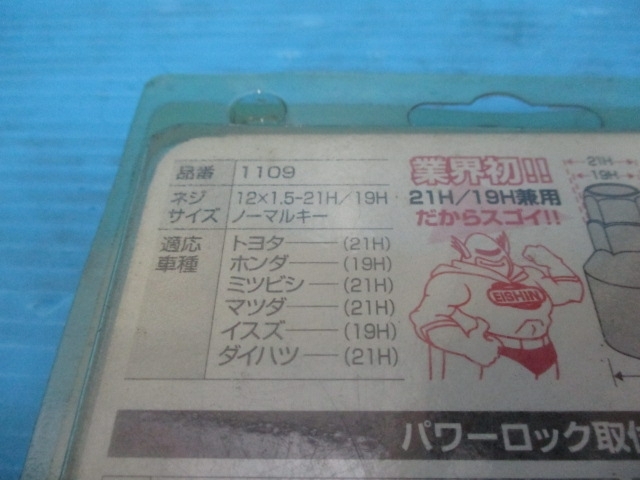 品番 1109
ネジ 12×1.5-21H/19H
サイズ ノーマルキー
適応 トヨタ――(21H)
車種 ホンダ――(19H)
ミツビシ――(21H)
マツダ――(21H)
イスズ――(19H)
ダイハツ――(21H)
業界初!!
21H/19H兼用
だからスゴイ!!
EISHIN
21H
19H
パワーロック取付